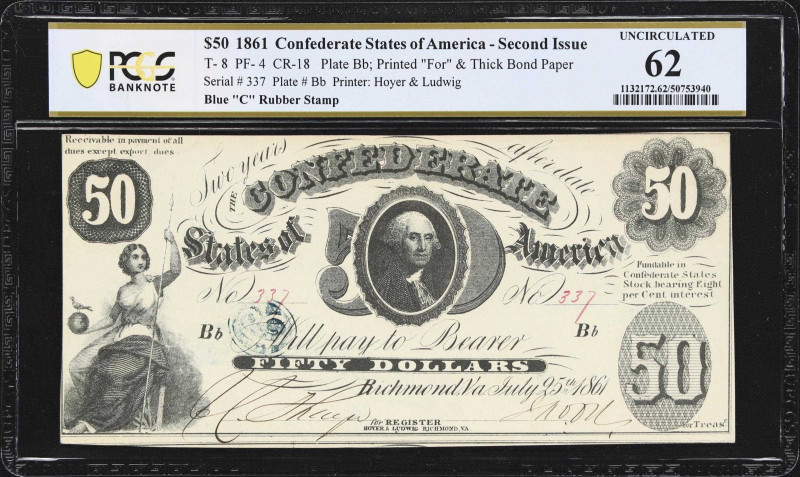 PCGS
BANKNOTE
$50 1861 Confederate States of America - Second Issue
T- 8 PF- 4 CR-18 Plate Bb; Printed "For" & Thick Bond Paper
Serial # 337 Plate # Bb Printer: Hoyer & Ludwig
Blue "C" Rubber Stamp
UNCIRCULATED
62
1132172.62/50753940
Receivable in payment of all
dues except export dues.
50
Two years
after date
50
THE CONFEDERATE
States of America
50
Fundable in
Confederate States
Stock bearing Eight
per Cent interest
No 337
No 337
Bb
Bb
Will pay to Bearer
FIFTY DOLLARS
50
Richmond, Va July 25th 1861
for REGISTER
for Treasr
HOYER & LUDWIG, RICHMOND, VA.